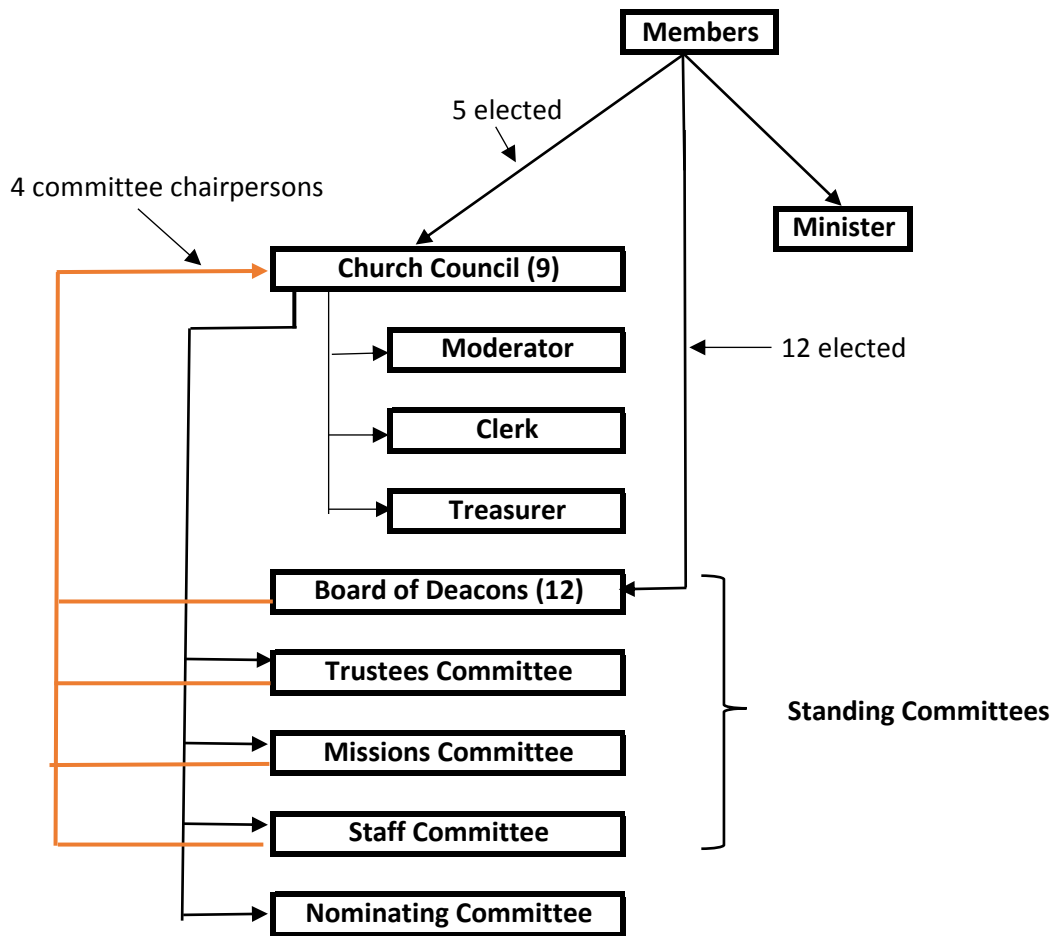 Members
5 elected
4 committee chairpersons
Minister
Church Council (9)
Moderator
12 elected
Clerk
Treasurer
Board of Deacons (12)
Trustees Committee
Standing Committees
Missions Committee
Staff Committee
Nominating Committee